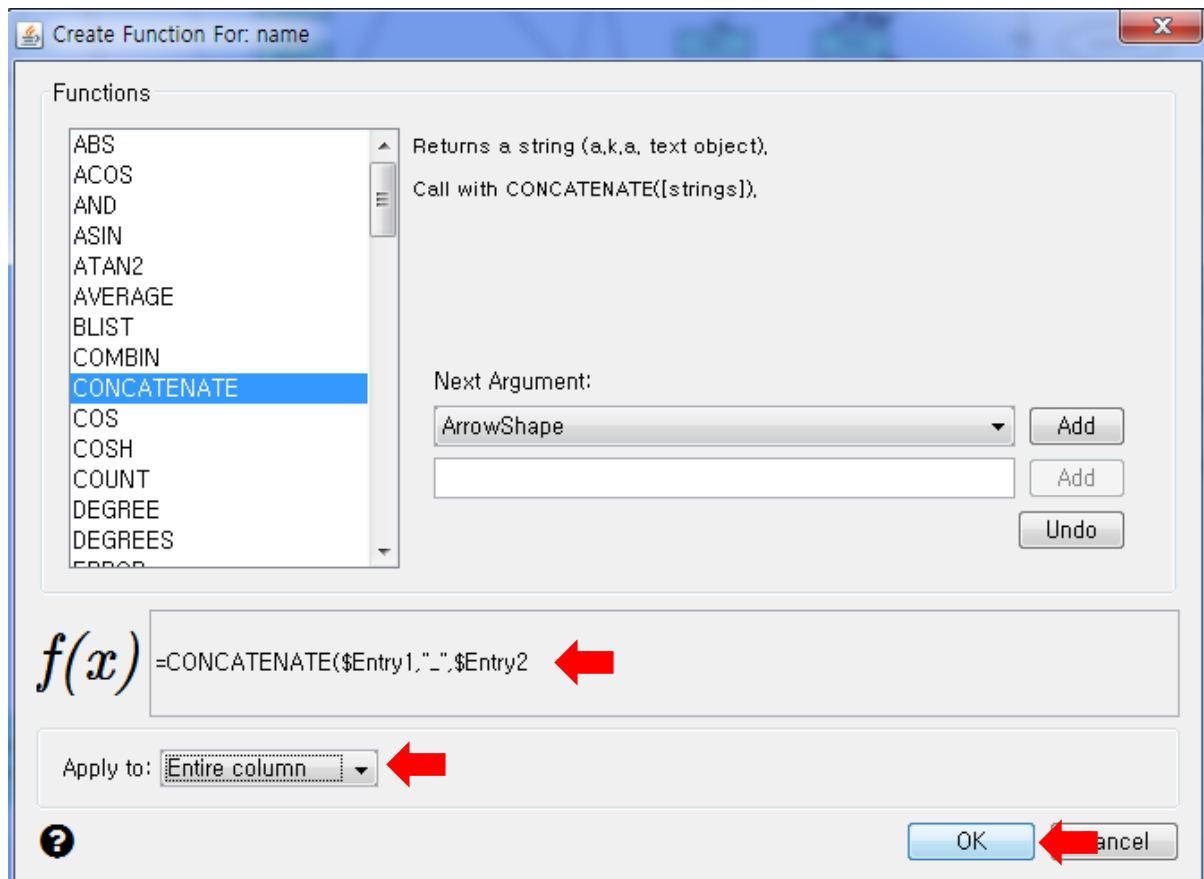 Create Function For: name
Functions
ABS
ACOS
AND
ASIN
ATAN2
AVERAGE
BLIST
COMBIN
CONCATENATE
COS
COSH
COUNT
DEGREE
DEGREES
ERROR
Returns a string (a.k.a. text object).
Call with CONCATENATE([strings]).
Next Argument:
ArrowShape
Add
Add
Undo
f(x)
=CONCATENATE($Entry1,"_",$Entry2
Apply to: Entire column
?
OK
ancel